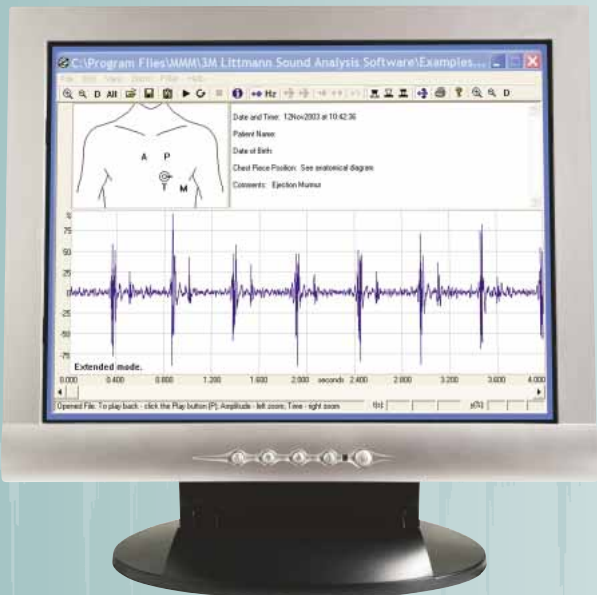 C:\Program Files\MMM\3M Littmann Sound Analysis Software\Examples...
File Edit View Zoom Filter Help
D All Hz D
Date and Time: 12Nov2003 at 10:42:36
Patient Name:
Date of Birth:
Chest Piece Position: See anatomical diagram
Comments: Ejection Murmur
A P
T M
%
75
50
25
0
-25
-50
-75
Extended mode.
0.000 0.400 0.800 1.200 1.600 2.000 seconds 2.400 2.800 3.200 3.600 4.000
Opened File: To play back - click the Play button (P); Amplitude - left zoom; Time - right zoom t(s): y(%):